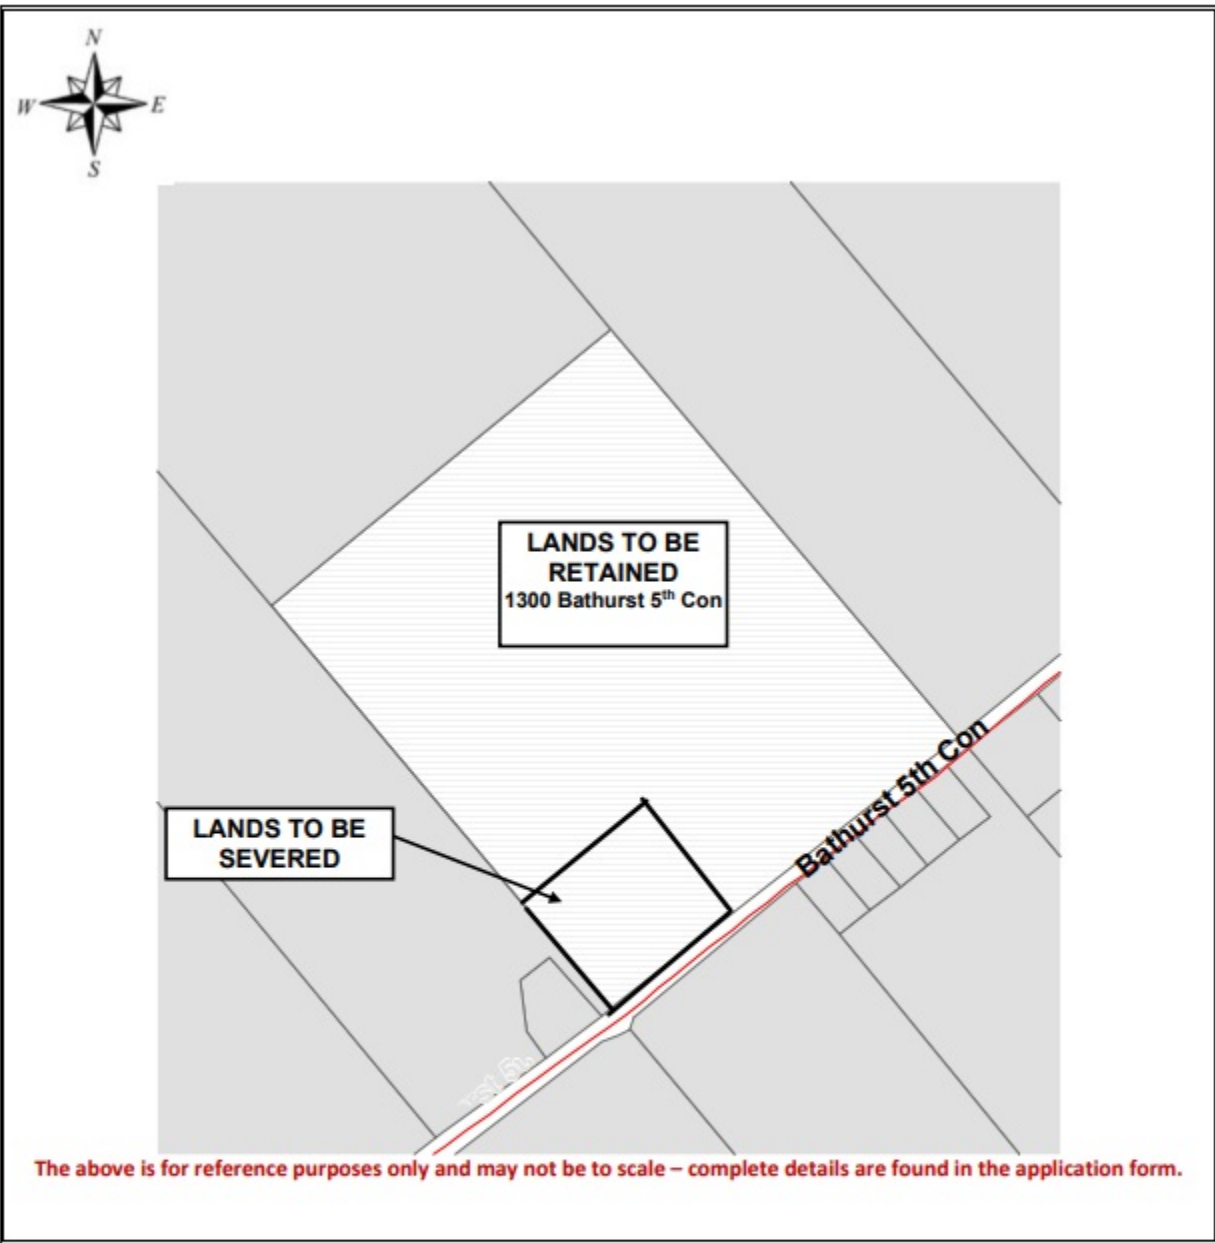 N
W E
S
LANDS TO BE
RETAINED
1300 Bathurst 5th Con
Bathurst 5th Con
LANDS TO BE
SEVERED
The above is for reference purposes only and may not be to scale – complete details are found in the application form.